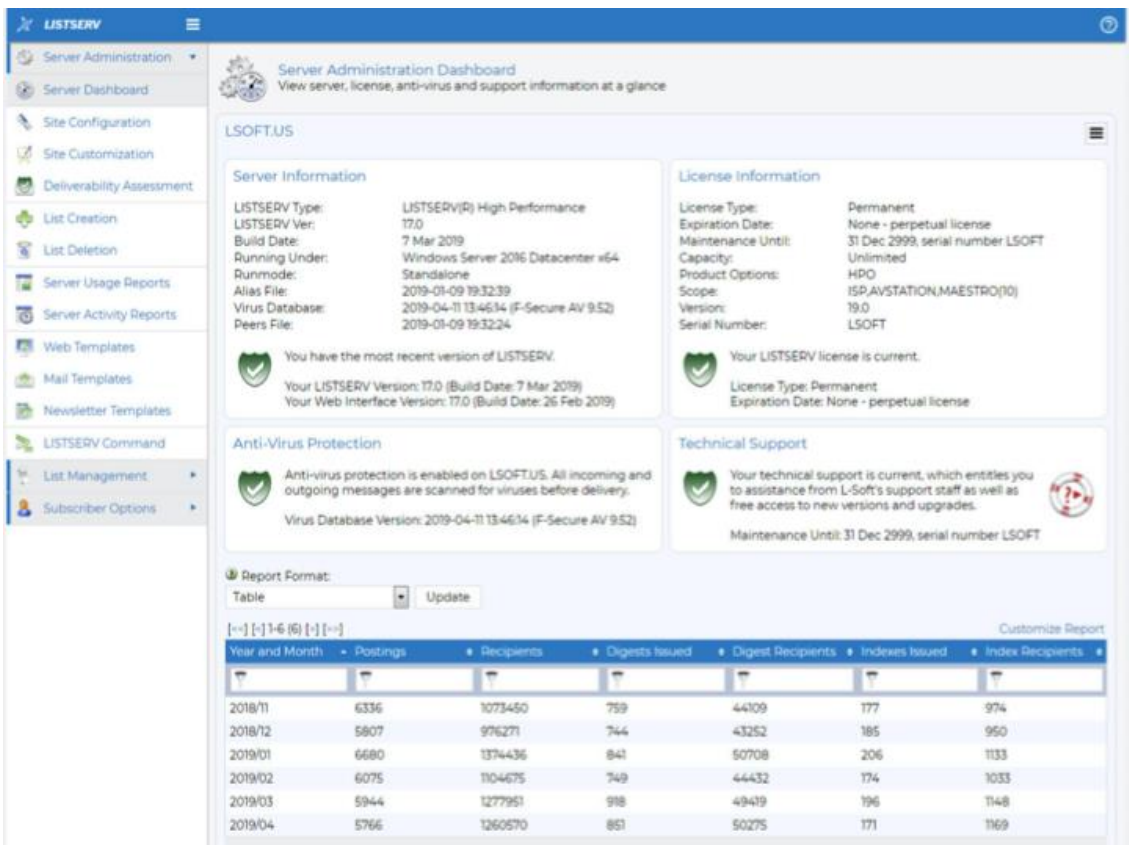 LISTSERV
Server Administration
Server Dashboard
Site Configuration
Site Customization
Deliverability Assessment
List Creation
List Deletion
Server Usage Reports
Server Activity Reports
Web Templates
Mail Templates
Newsletter Templates
LISTSERV Command
List Management
Subscriber Options
Server Administration Dashboard
View server, license, anti-virus and support information at a glance
LSOFT.US
Server Information
LISTSERV Type: LISTSERV(R) High Performance
LISTSERV Ver: 17.0
Build Date: 7 Mar 2019
Running Under: Windows Server 2016 Datacenter x64
Runmode: Standalone
Alias File: 2019-01-09 19:32:39
Virus Database: 2019-04-11 13:46:14 (F-Secure AV 9.52)
Peers File: 2019-01-09 19:32:24
You have the most recent version of LISTSERV.
Your LISTSERV Version: 17.0 (Build Date: 7 Mar 2019)
Your Web Interface Version: 17.0 (Build Date: 26 Feb 2019)
License Information
License Type: Permanent
Expiration Date: None - perpetual license
Maintenance Until: 31 Dec 2999, serial number LSOFT
Capacity: Unlimited
Product Options: HPO
Scope: ISP,AVSTATION,MAESTRO(10)
Version: 19.0
Serial Number: LSOFT
Your LISTSERV license is current.
License Type: Permanent
Expiration Date: None - perpetual license
Anti-Virus Protection
Anti-virus protection is enabled on LSOFT.US. All incoming and
outgoing messages are scanned for viruses before delivery.
Virus Database Version: 2019-04-11 13:46:14 (F-Secure AV 9.52)
Technical Support
Your technical support is current, which entitles you
to assistance from L-Soft's support staff as well as
free access to new versions and upgrades.
Maintenance Until: 31 Dec 2999, serial number LSOFT
Report Format:
Table Update
[<<] [<] 1-6 (6) [>] [>>] Customize Report
Year and Month Postings Recipients Digests Issued Digest Recipients Indexes Issued Index Recipients
2018/11 6336 1073450 759 44109 177 974
2018/12 5807 976271 744 43252 185 950
2019/01 6680 1374436 841 50708 206 1133
2019/02 6075 1104675 749 44432 174 1033
2019/03 5944 1277951 918 49419 196 1148
2019/04 5766 1260570 851 50275 171 1169